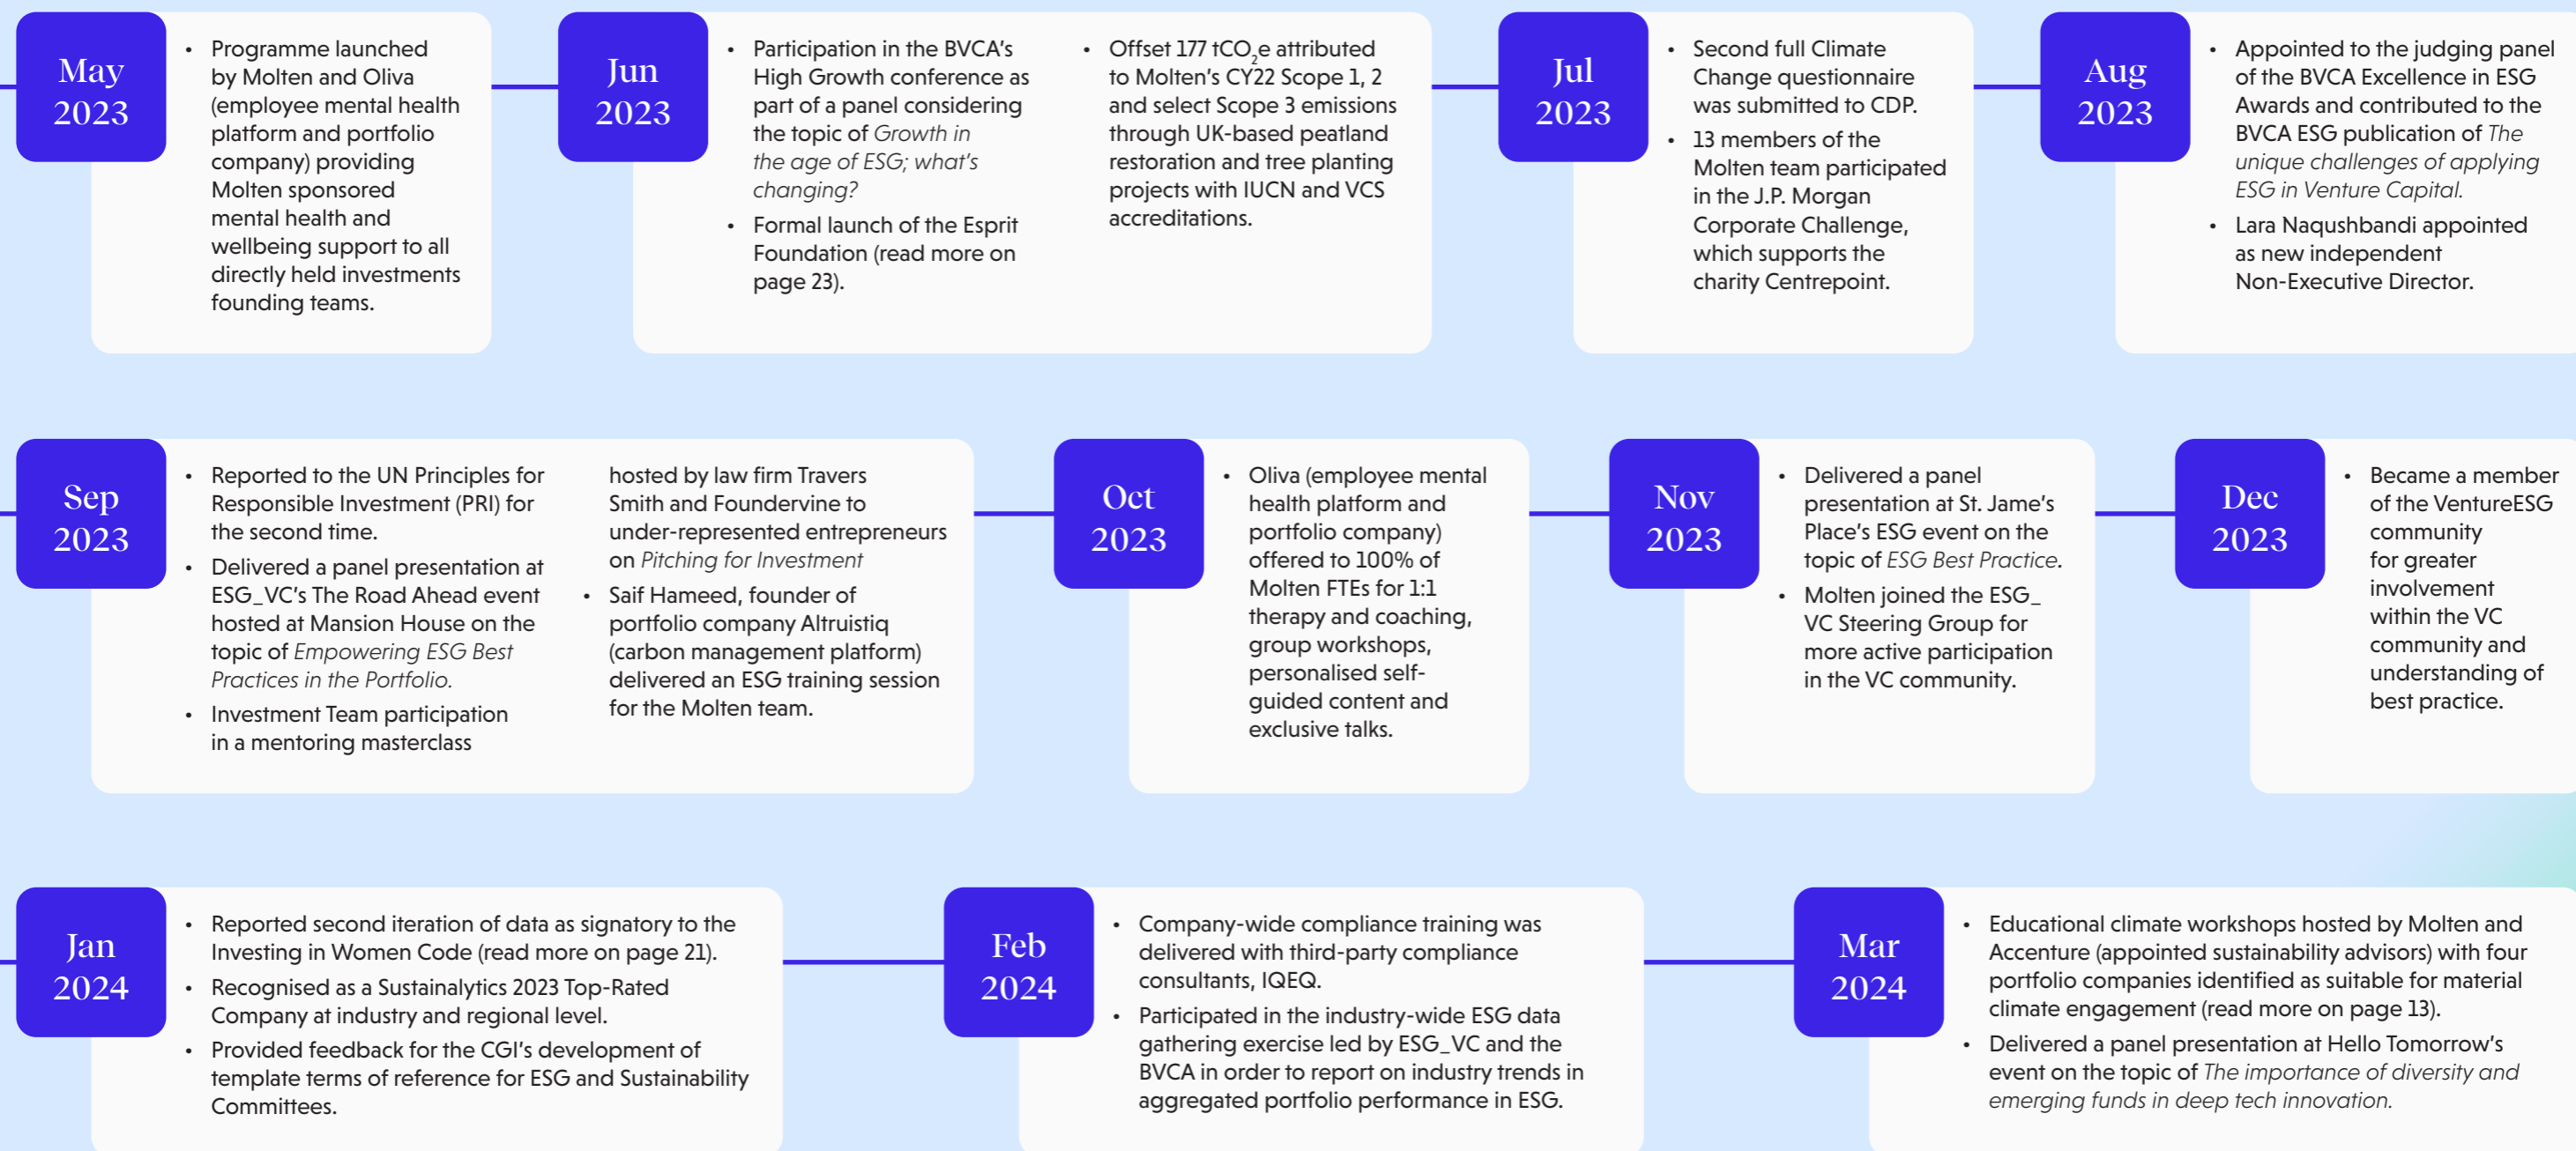 May
2023
• Programme launched
by Molten and Oliva
(employee mental health
platform and portfolio
company) providing
Molten sponsored
mental health and
wellbeing support to all
directly held investments
founding teams.
Jun
2023
• Participation in the BVCA's
High Growth conference as
part of a panel considering
the topic of Growth in
the age of ESG; what's
changing?
• Formal launch of the Esprit
Foundation (read more on
page 23).
• Offset 177 tCO₂e attributed
to Molten's CY22 Scope 1, 2
and select Scope 3 emissions
through UK-based peatland
restoration and tree planting
projects with IUCN and VCS
accreditations.
Jul
2023
• Second full Climate
Change questionnaire
was submitted to CDP.
• 13 members of the
Molten team participated
in the J.P. Morgan
Corporate Challenge,
which supports the
charity Centrepoint.
Aug
2023
• Appointed to the judging panel
of the BVCA Excellence in ESG
Awards and contributed to the
BVCA ESG publication of The
unique challenges of applying
ESG in Venture Capital.
• Lara Naqushbandi appointed
as new independent
Non-Executive Director.
Sep
2023
• Reported to the UN Principles for
Responsible Investment (PRI) for
the second time.
• Delivered a panel presentation at
ESG_VC's The Road Ahead event
hosted at Mansion House on the
topic of Empowering ESG Best
Practices in the Portfolio.
• Investment Team participation
in a mentoring masterclass
hosted by law firm Travers
Smith and Foundervine to
under-represented entrepreneurs
on Pitching for Investment
• Saif Hameed, founder of
portfolio company Altruistiq
(carbon management platform)
delivered an ESG training session
for the Molten team.
Oct
2023
• Oliva (employee mental
health platform and
portfolio company)
offered to 100% of
Molten FTEs for 1:1
therapy and coaching,
group workshops,
personalised self-
guided content and
exclusive talks.
Nov
2023
• Delivered a panel
presentation at St. Jame's
Place's ESG event on the
topic of ESG Best Practice.
• Molten joined the ESG_
VC Steering Group for
more active participation
in the VC community.
Dec
2023
• Became a member
of the VentureESG
community
for greater
involvement
within the VC
community and
understanding of
best practice.
Jan
2024
• Reported second iteration of data as signatory to the
Investing in Women Code (read more on page 21).
• Recognised as a Sustainalytics 2023 Top-Rated
Company at industry and regional level.
• Provided feedback for the CGI's development of
template terms of reference for ESG and Sustainability
Committees.
Feb
2024
• Company-wide compliance training was
delivered with third-party compliance
consultants, IQEQ.
• Participated in the industry-wide ESG data
gathering exercise led by ESG_VC and the
BVCA in order to report on industry trends in
aggregated portfolio performance in ESG.
Mar
2024
• Educational climate workshops hosted by Molten and
Accenture (appointed sustainability advisors) with four
portfolio companies identified as suitable for material
climate engagement (read more on page 13).
• Delivered a panel presentation at Hello Tomorrow's
event on the topic of The importance of diversity and
emerging funds in deep tech innovation.